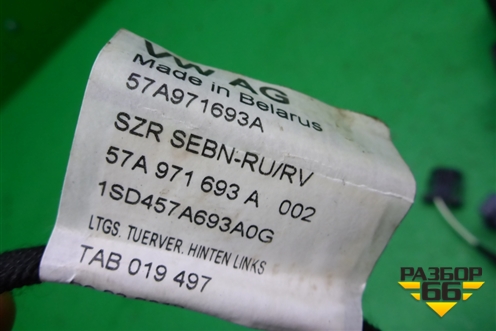 VW AG
Made in Belarus
57A971693A
SZR SEBN-RU/RV
57A 971 693 A 002
1SD457A693A0G
LTGS. TUERVER. HINTEN LINKS
TAB 019 497
РАЗБОР
66